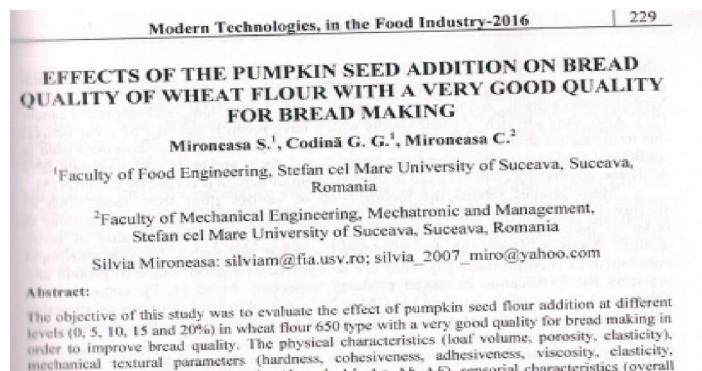 Modern Technologies, in the Food Industry-2016 229
EFFECTS OF THE PUMPKIN SEED ADDITION ON BREAD
QUALITY OF WHEAT FLOUR WITH A VERY GOOD QUALITY
FOR BREAD MAKING
Mironeasa S.¹, Codină G. G.¹, Mironeasa C.²
¹Faculty of Food Engineering, Stefan cel Mare University of Suceava, Suceava,
Romania
²Faculty of Mechanical Engineering, Mechatronic and Management,
Stefan cel Mare University of Suceava, Suceava, Romania
Silvia Mironeasa: silviam@fia.usv.ro; silvia_2007_miro@yahoo.com
Abstract:
The objective of this study was to evaluate the effect of pumpkin seed flour addition at different
levels (0, 5, 10, 15 and 20%) in wheat flour 650 type with a very good quality for bread making in
order to improve bread quality. The physical characteristics (loaf volume, porosity, elasticity),
mechanical textural parameters (hardness, cohesiveness, adhesiveness, viscosity, elasticity,
sensorial characteristics (overall